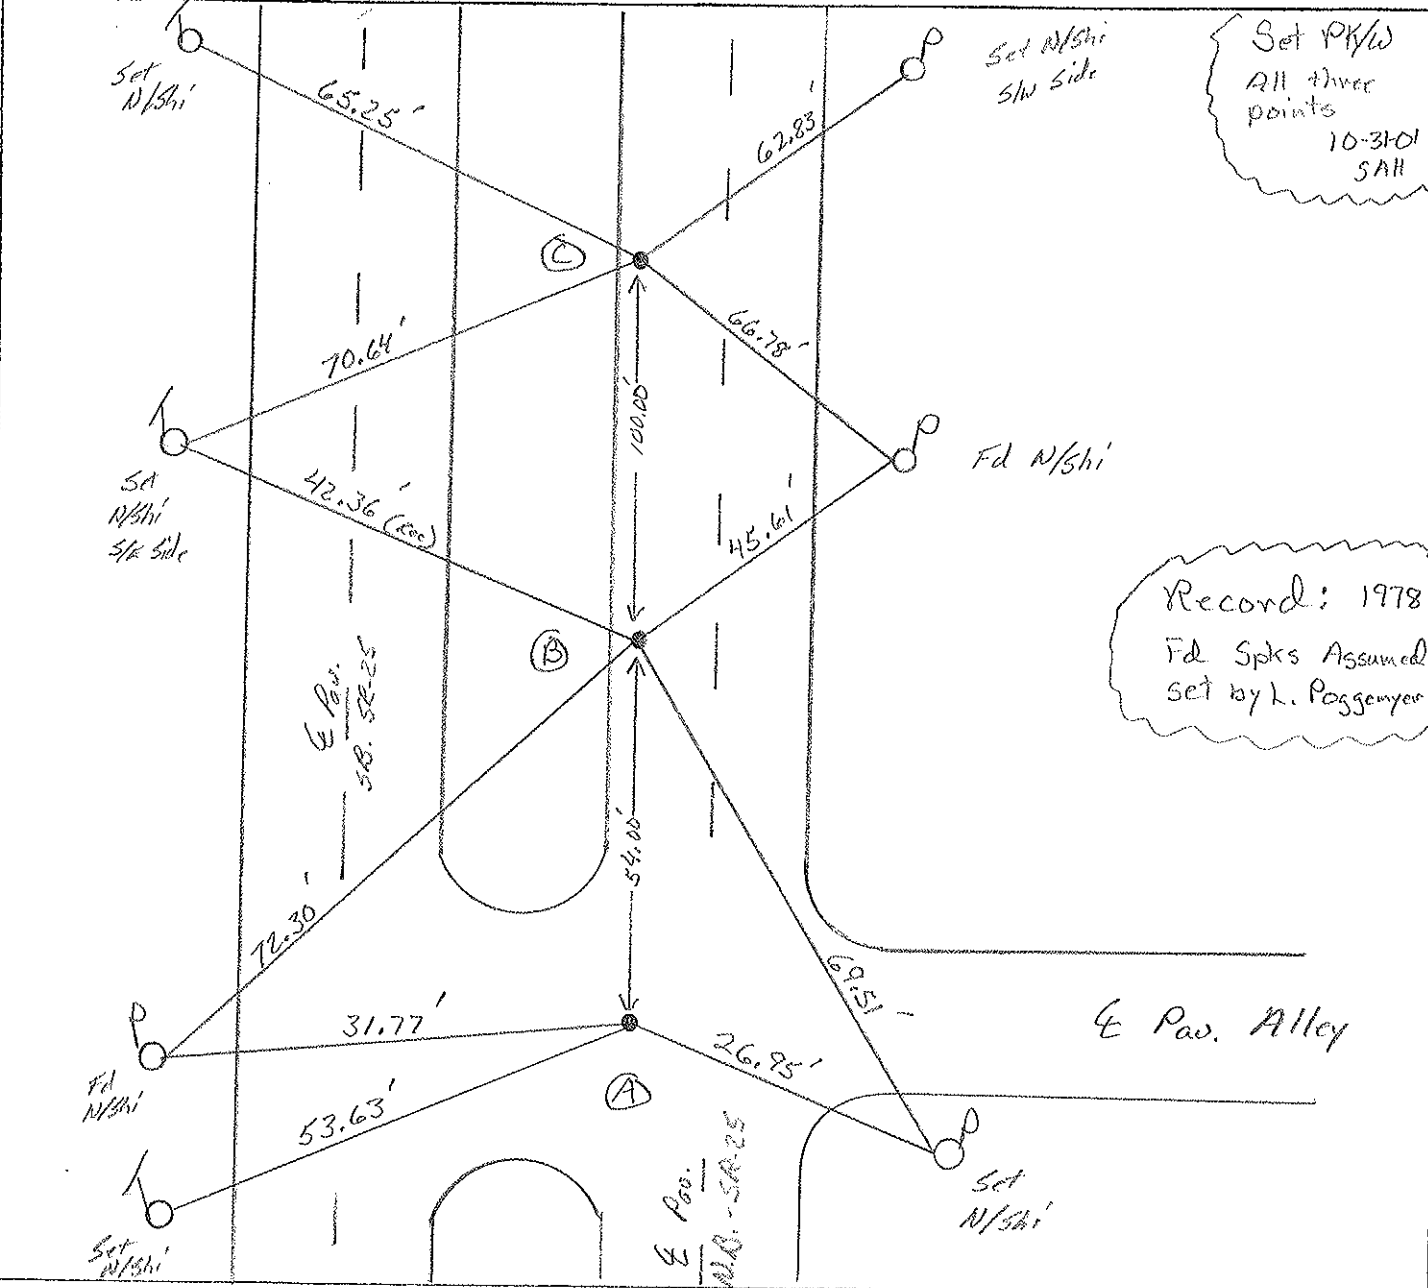 Set
N/Shi
65.25'
62.83'
Set N/Shi
S/W Side
Set PK/W
All three
points
10-31-01
SAH
C
70.64'
66.78'
100.00'
Set
N/Shi
S/E Side
42.36' (Rec)
45.61'
P
Fd N/Shi
B
Record: 1978
Fd Spks Assumed
set by L. Poggemyer
℄ Pav.
S.B. SR-25
72.30'
54.00'
69.51'
P
Fd
N/Shi
31.77'
26.95'
℄ Pav. Alley
A
53.63'
Set
N/Shi
℄ Pav.
N.B. - SR-25
P
Set
N/Shi